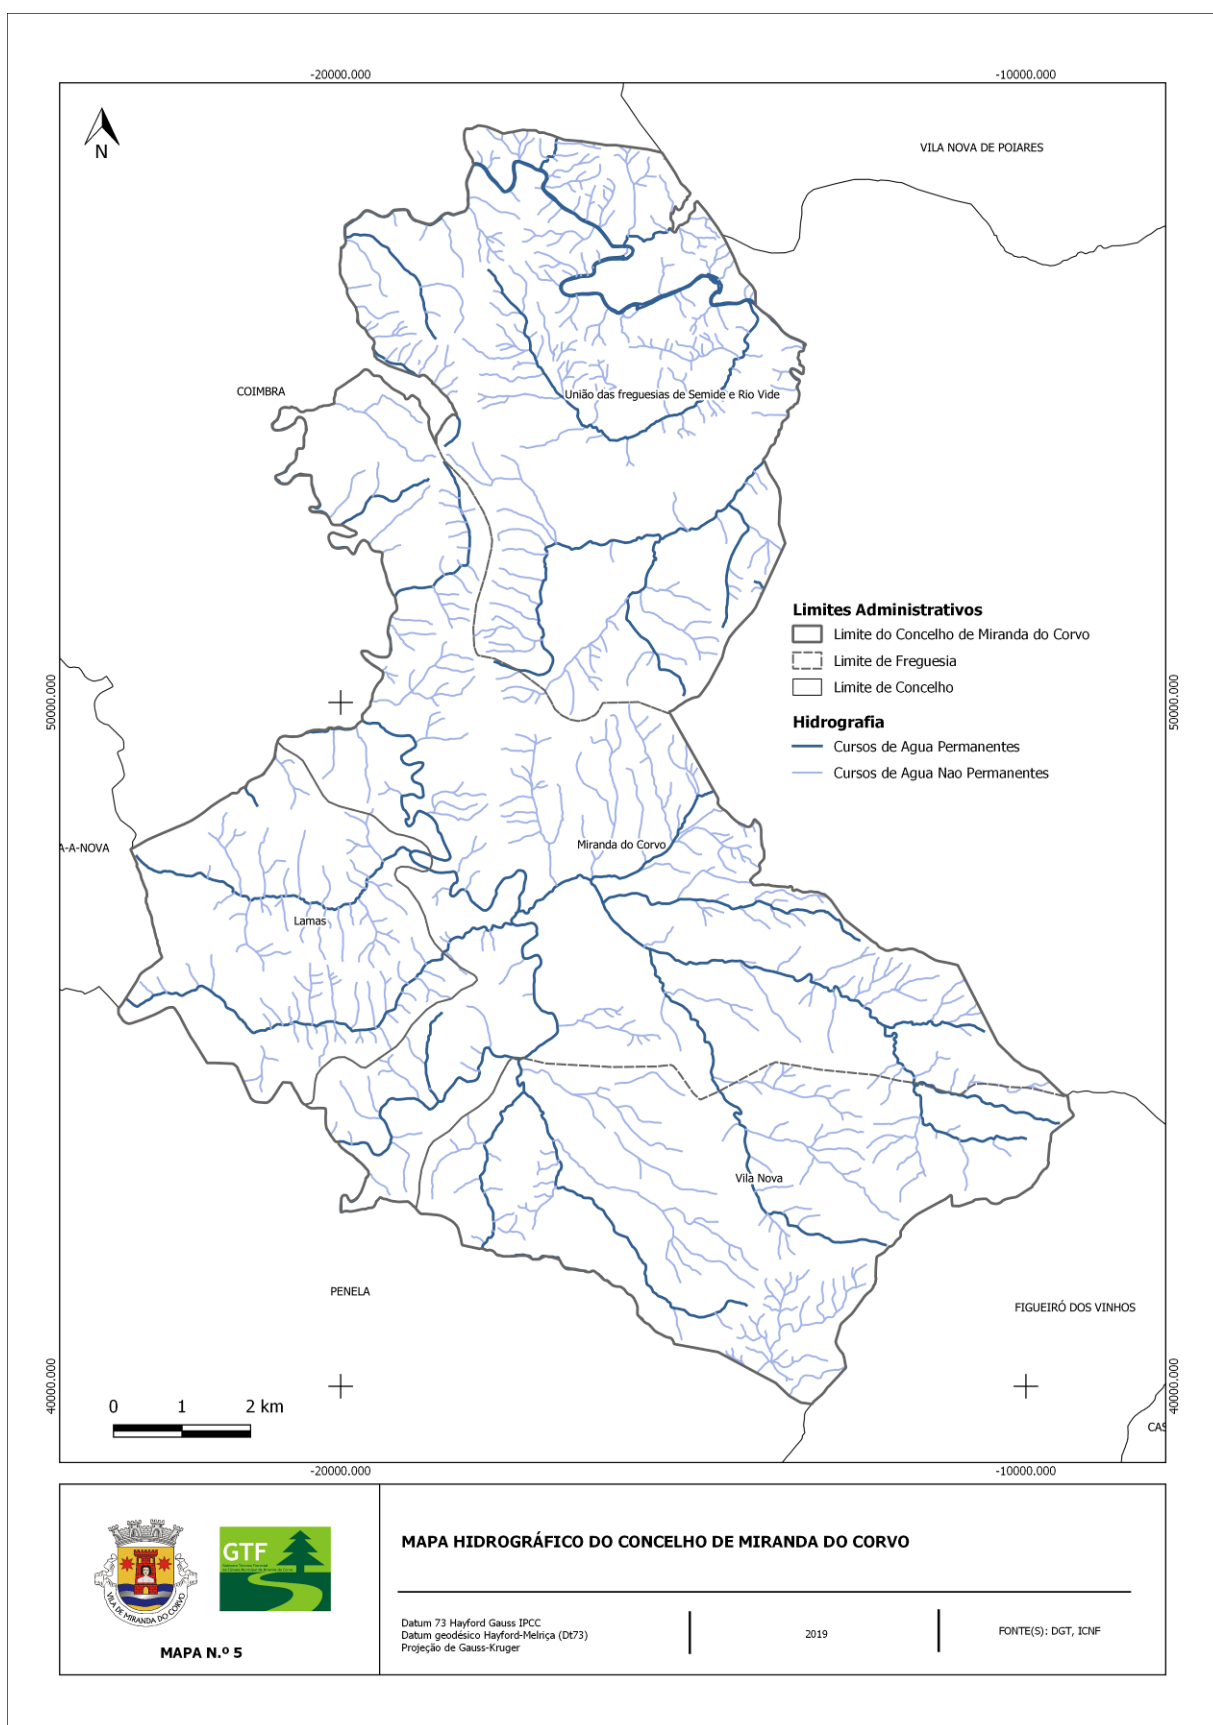 -20000.000
-10000.000
N
VILA NOVA DE POIARES
COIMBRA
União das freguesias de Semide e Rio Vide
Limites Administrativos
Limite do Concelho de Miranda do Corvo
Limite de Freguesia
Limite de Concelho
50000.000
50000.000
Hidrografia
Cursos de Agua Permanentes
Cursos de Agua Nao Permanentes
A-A-NOVA
Miranda do Corvo
Lamas
Vila Nova
PENELA
FIGUEIRÓ DOS VINHOS
40000.000
40000.000
0 1 2 km
CAS
-20000.000
-10000.000
GTF
VILA DE MIRANDA DO CORVO
MAPA N.º 5
MAPA HIDROGRÁFICO DO CONCELHO DE MIRANDA DO CORVO
Datum 73 Hayford Gauss IPCC
Datum geodésico Hayford-Melriça (Dt73)
Projeção de Gauss-Kruger
2019
FONTE(S): DGT, ICNF